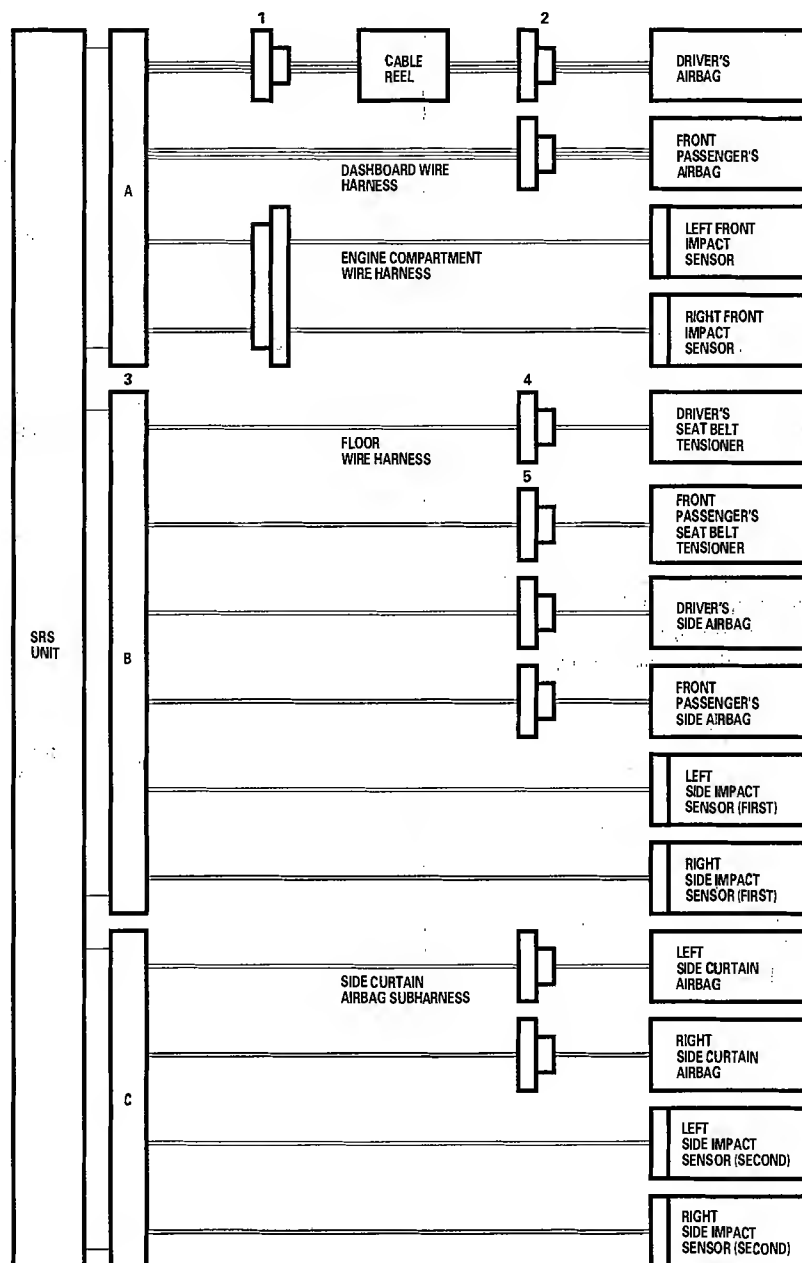 1
2
CABLE
REEL
DRIVER'S
AIRBAG
FRONT
PASSENGER'S
AIRBAG
DASHBOARD WIRE
HARNESS
A
LEFT FRONT
IMPACT
SENSOR
ENGINE COMPARTMENT
WIRE HARNESS
RIGHT FRONT
IMPACT
SENSOR
3
4
DRIVER'S
SEAT BELT
TENSIONER
FLOOR
WIRE HARNESS
5
FRONT
PASSENGER'S
SEAT BELT
TENSIONER
DRIVER'S
SIDE AIRBAG
SRS
UNIT
B
FRONT
PASSENGER'S
SIDE AIRBAG
LEFT
SIDE IMPACT
SENSOR (FIRST)
RIGHT
SIDE IMPACT
SENSOR (FIRST)
LEFT
SIDE CURTAIN
AIRBAG
SIDE CURTAIN
AIRBAG SUBHARNESS
RIGHT
SIDE CURTAIN
AIRBAG
C
LEFT
SIDE IMPACT
SENSOR (SECOND)
RIGHT
SIDE IMPACT
SENSOR (SECOND)